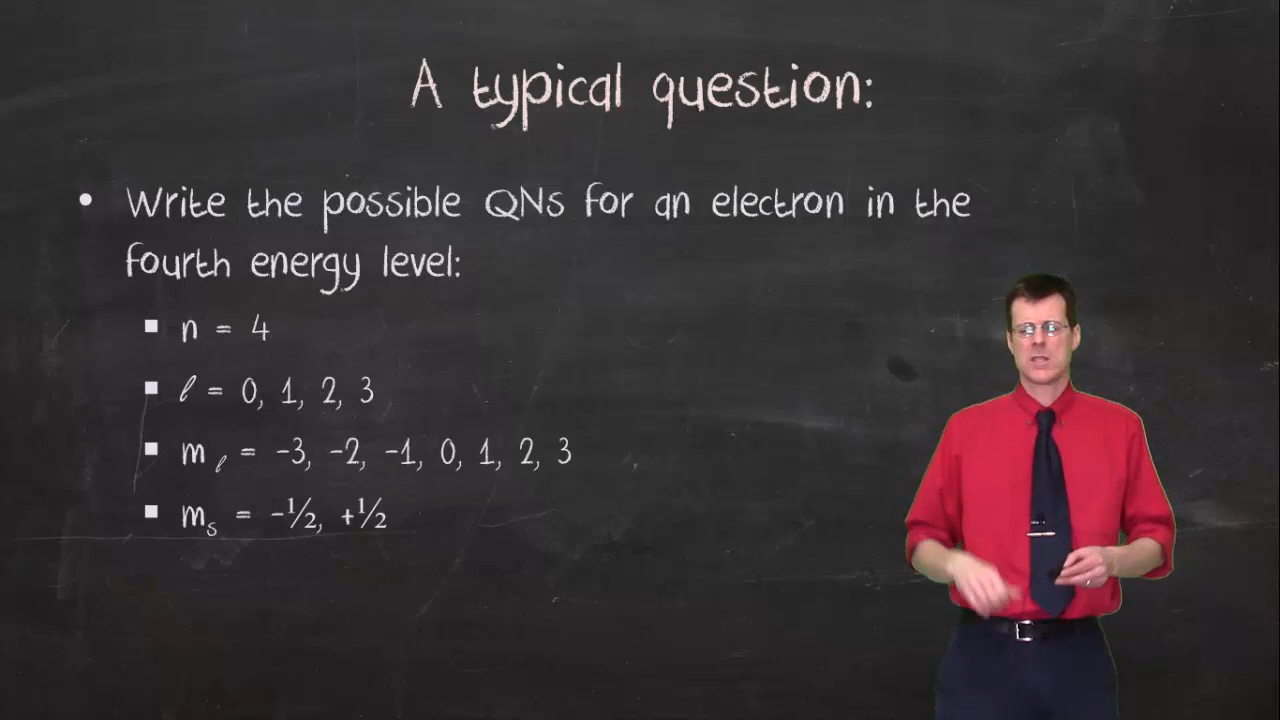 A typical question:
• Write the possible QNs for an electron in the
fourth energy level:
▪ n = 4
▪ ℓ = 0, 1, 2, 3
▪ mℓ = -3, -2, -1, 0, 1, 2, 3
▪ ms = -½, +½